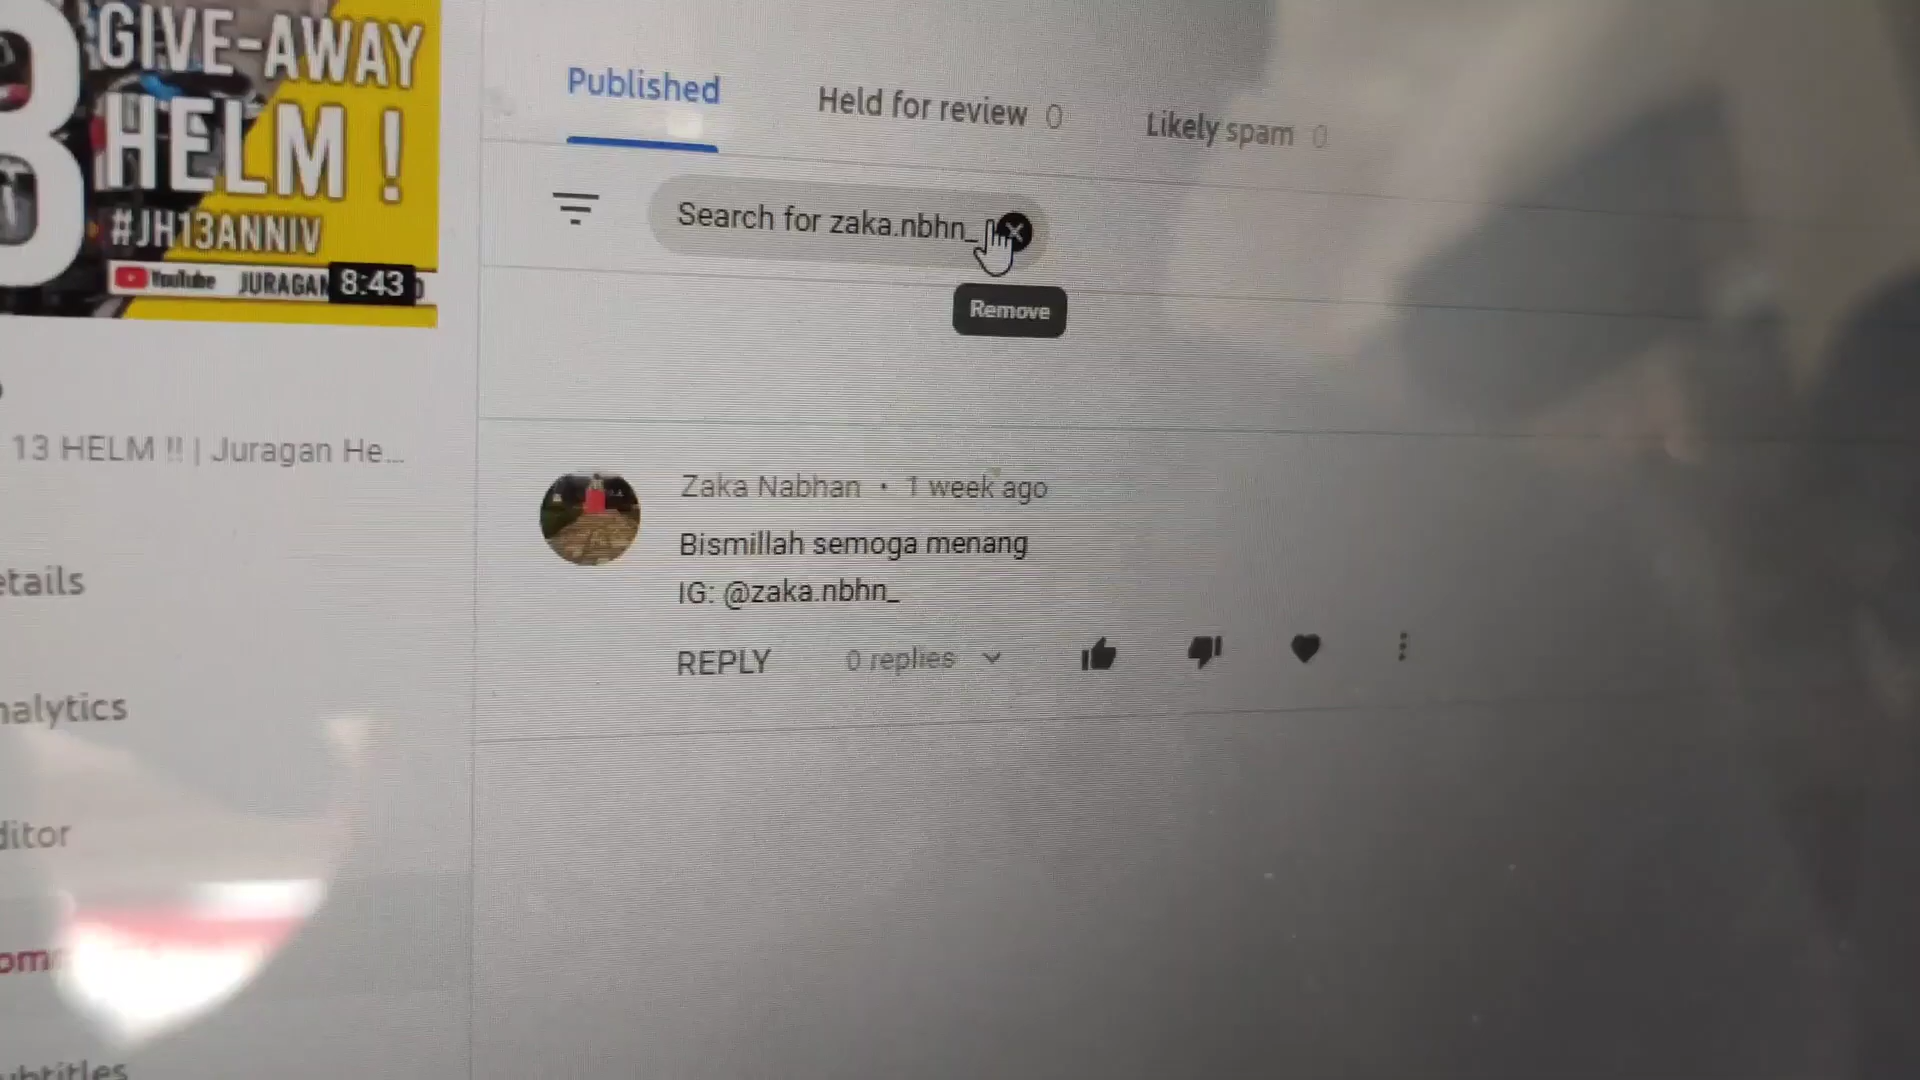 GIVE-AWAY
HELM !
#JH13ANNIV
YouTube JURAGAN 8:43
13 HELM !! | Juragan He...
etails
nalytics
ditor
om
ubtitles
Published
Held for review 0
Likely spam 0
Search for zaka.nbhn_
Remove
Zaka Nabhan • 1 week ago
Bismillah semoga menang
IG: @zaka.nbhn_
REPLY 0 replies